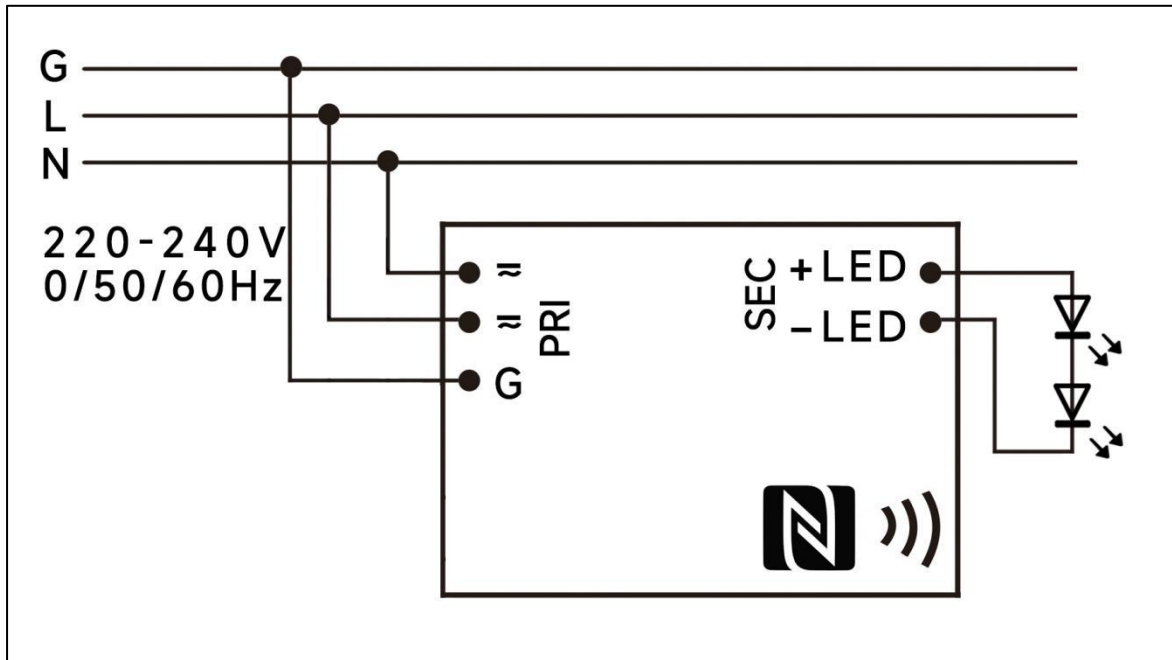 G
L
N
220-240V
0/50/60Hz
≂
≂
G
PRI
SEC
+LED
-LED